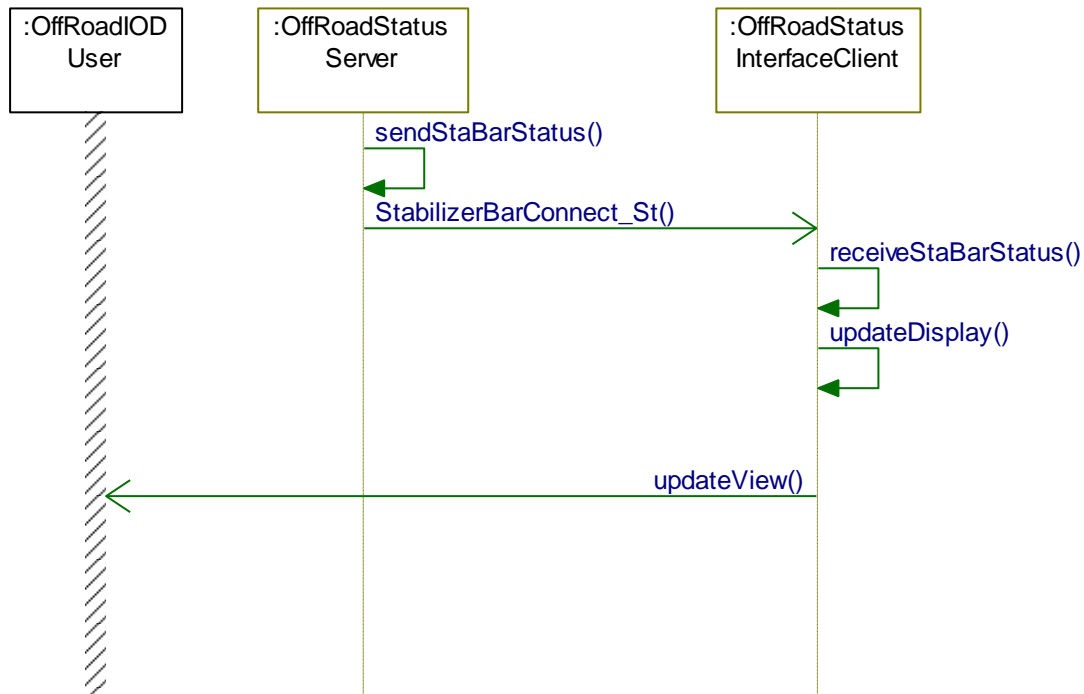 :OffRoadIOD
User
:OffRoadStatus
Server
:OffRoadStatus
InterfaceClient
sendStaBarStatus()
StabilizerBarConnect_St()
receiveStaBarStatus()
updateDisplay()
updateView()